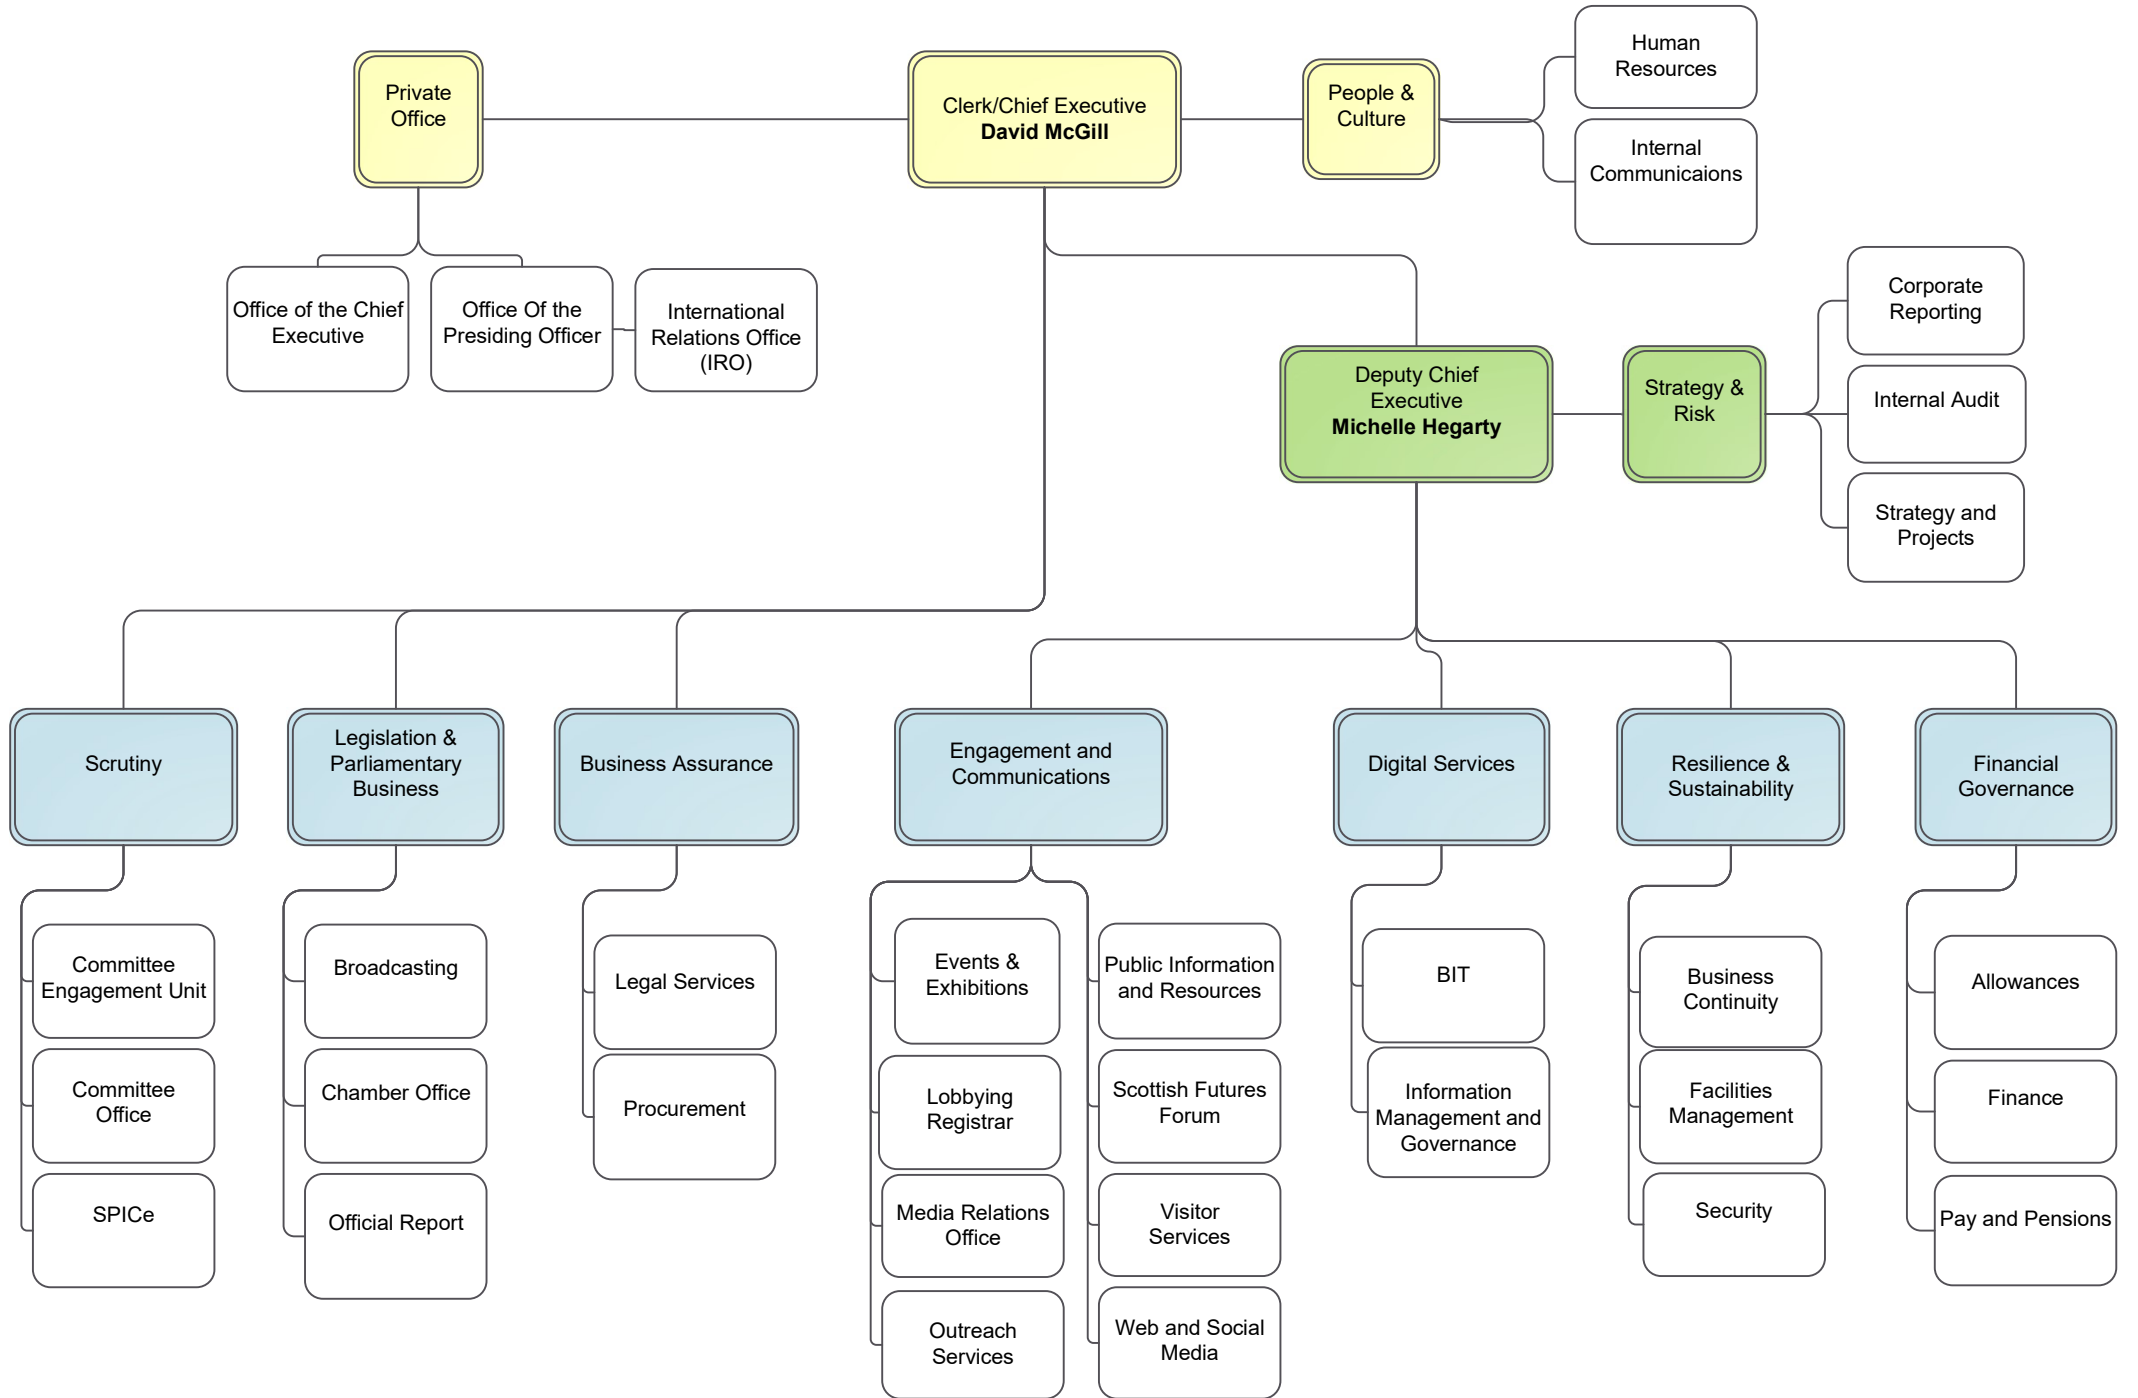 Human
Resources
Private
Office
Clerk/Chief Executive
David McGill
People &
Culture
Internal
Communicaions
Office of the Chief
Executive
Office Of the
Presiding Officer
International
Relations Office
(IRO)
Corporate
Reporting
Deputy Chief
Executive
Michelle Hegarty
Strategy &
Risk
Internal Audit
Strategy and
Projects
Scrutiny
Legislation &
Parliamentary
Business
Business Assurance
Engagement and
Communications
Digital Services
Resilience &
Sustainability
Financial
Governance
Committee
Engagement Unit
Committee
Office
SPICe
Broadcasting
Chamber Office
Official Report
Legal Services
Procurement
Events &
Exhibitions
Lobbying
Registrar
Media Relations
Office
Outreach
Services
Public Information
and Resources
Scottish Futures
Forum
Visitor
Services
Web and Social
Media
BIT
Information
Management and
Governance
Business
Continuity
Facilities
Management
Security
Allowances
Finance
Pay and Pensions